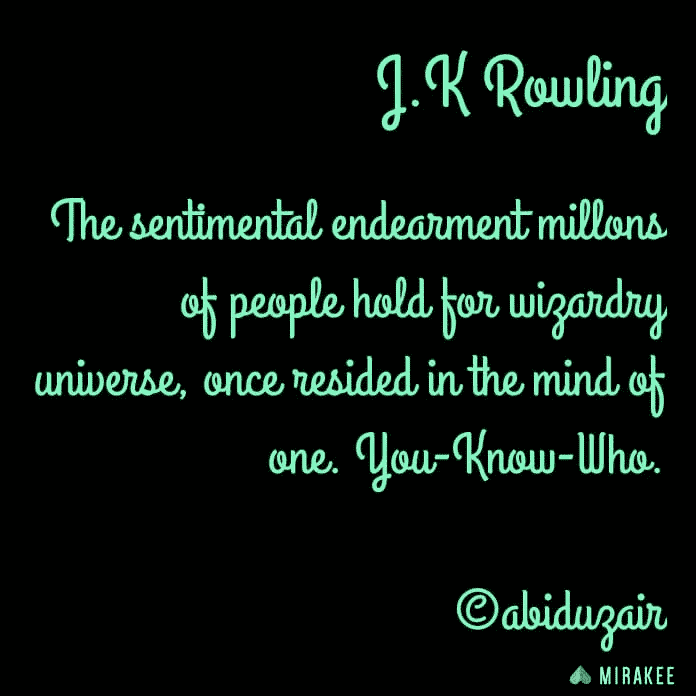 J.K Rowling
The sentimental endearment millons
of people hold for wizardry
universe, once resided in the mind of
one. You-Know-Who.
©abiduzair
MIRAKEE